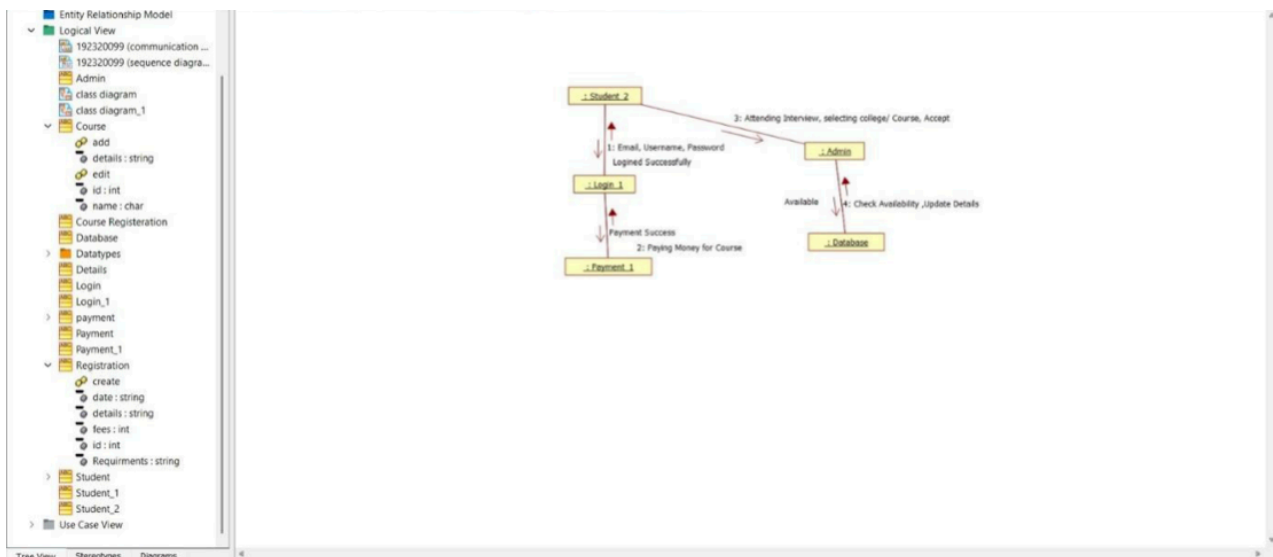 Entity Relationship Model
Logical View
192320099 (communication ...
192320099 (sequence diagra...
Admin
class diagram
class diagram_1
Course
add
details : string
edit
id : int
name : char
Course Registeration
Database
Datatypes
Details
Login
Login_1
payment
Payment
Payment_1
Registration
create
date : string
details : string
fees : int
id : int
Requirments : string
Student
Student_1
Student_2
Use Case View
Tree View Stereotypes Diagrams
: Student_2
3: Attending Interview, selecting college/ Course, Accept
1: Email, Username, Password
Logined Successfully
: Admin
: Login_1
Available
4: Check Availability ,Update Details
Payment Success
2: Paying Money for Course
: Database
: Payment_1